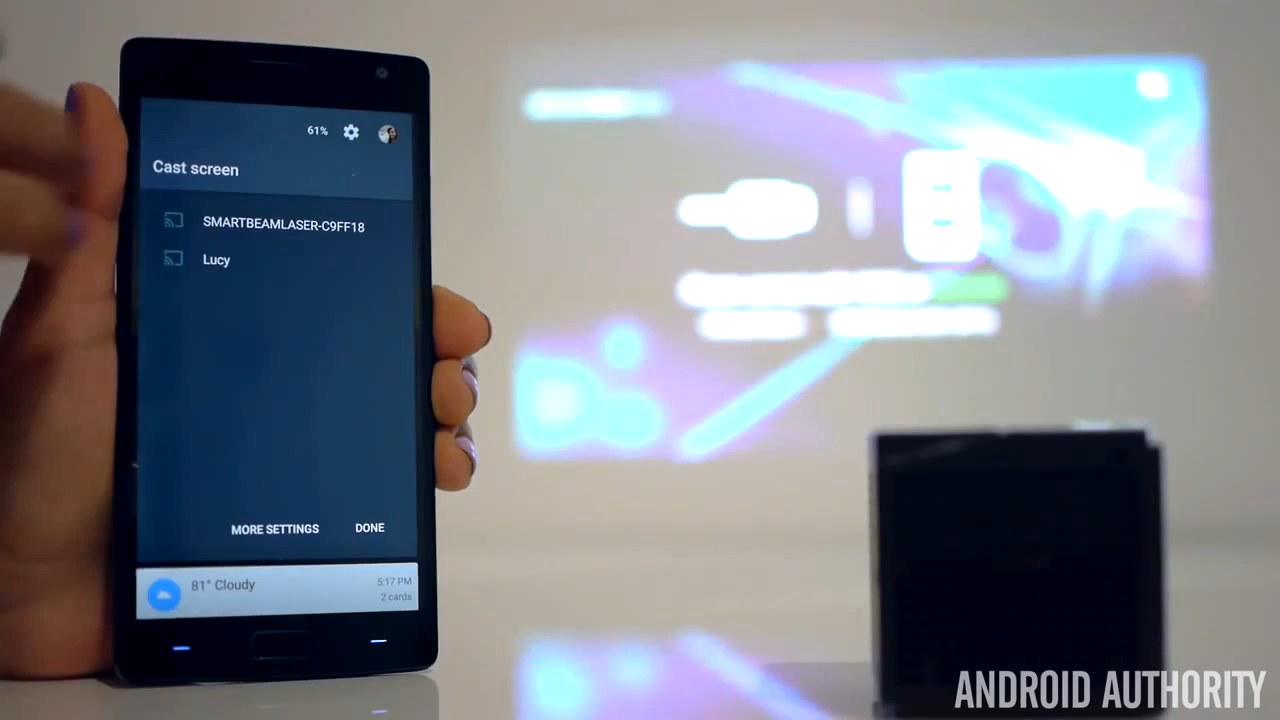 61%
Cast screen
SMARTBEAMLASER-C9FF18
Lucy
MORE SETTINGS
DONE
81° Cloudy
5:17 PM
2 cards
ANDROID AUTHORITY